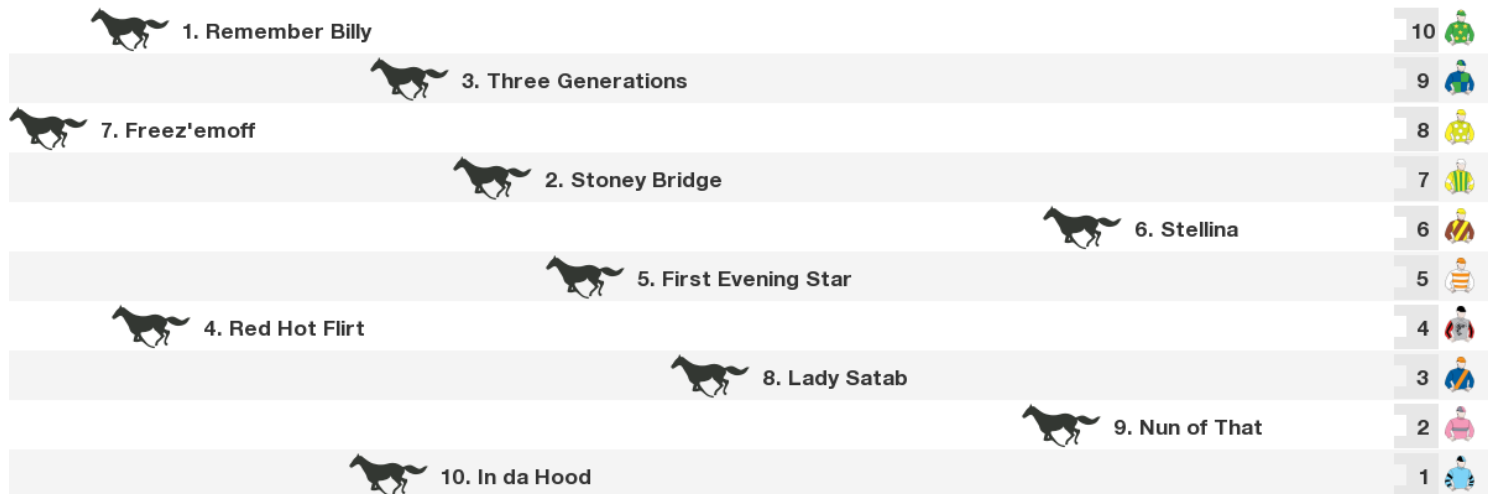 1. Remember Billy 10
3. Three Generations 9
7. Freez'emoff 8
2. Stoney Bridge 7
6. Stellina 6
5. First Evening Star 5
4. Red Hot Flirt 4
8. Lady Satab 3
9. Nun of That 2
10. In da Hood 1